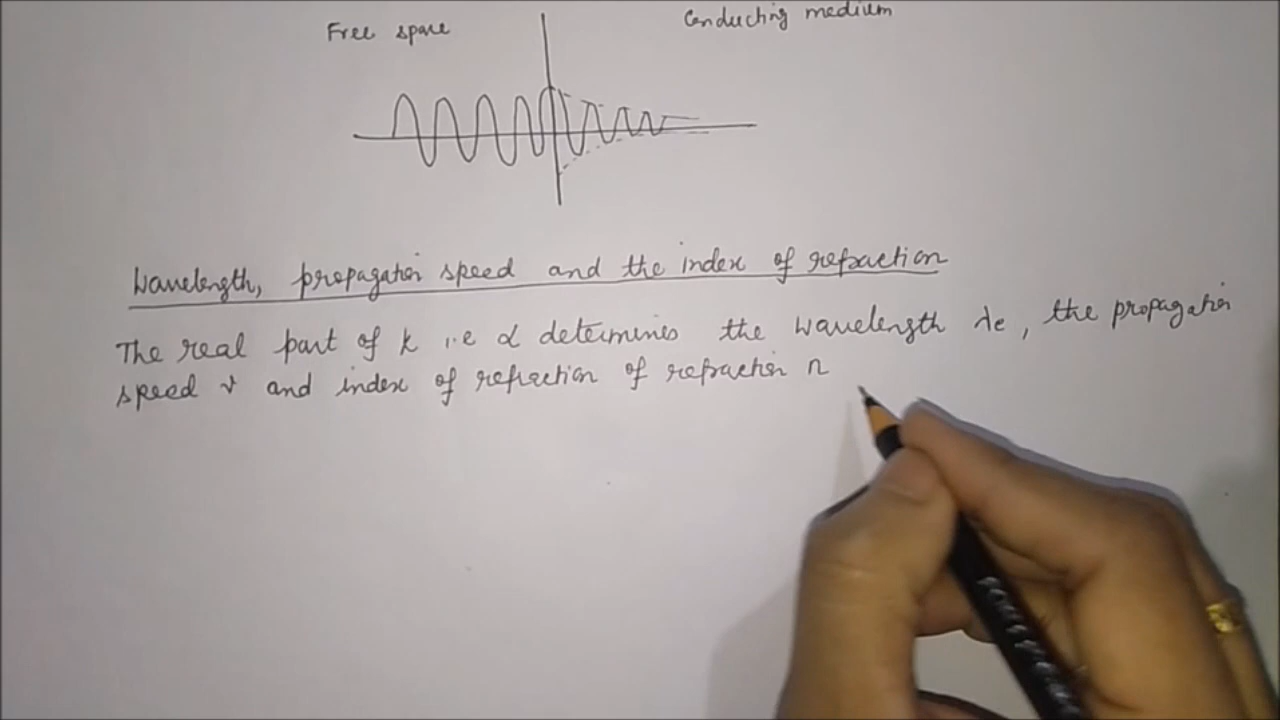 Free space
Conducting medium
Wavelength, propagation speed and the index of refraction
The real part of k i.e α determines the wavelength λe, the propagation
speed v and index of refraction of refraction n